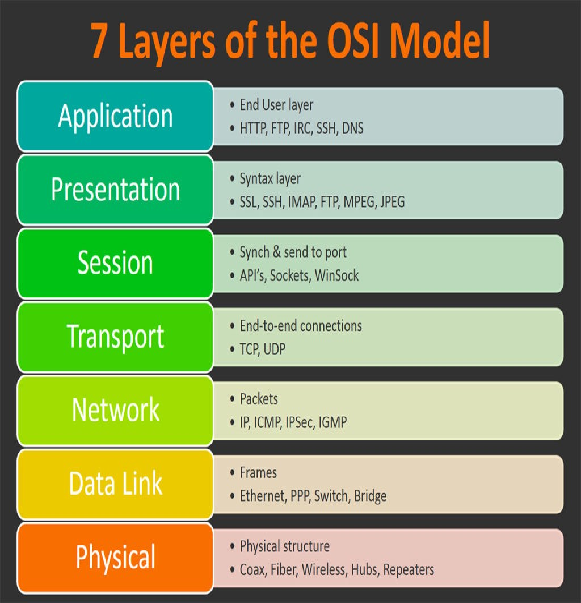 7 Layers of the OSI Model
Application
• End User layer
• HTTP, FTP, IRC, SSH, DNS
Presentation
• Syntax layer
• SSL, SSH, IMAP, FTP, MPEG, JPEG
Session
• Synch & send to port
• API's, Sockets, WinSock
Transport
• End-to-end connections
• TCP, UDP
Network
• Packets
• IP, ICMP, IPSec, IGMP
Data Link
• Frames
• Ethernet, PPP, Switch, Bridge
Physical
• Physical structure
• Coax, Fiber, Wireless, Hubs, Repeaters